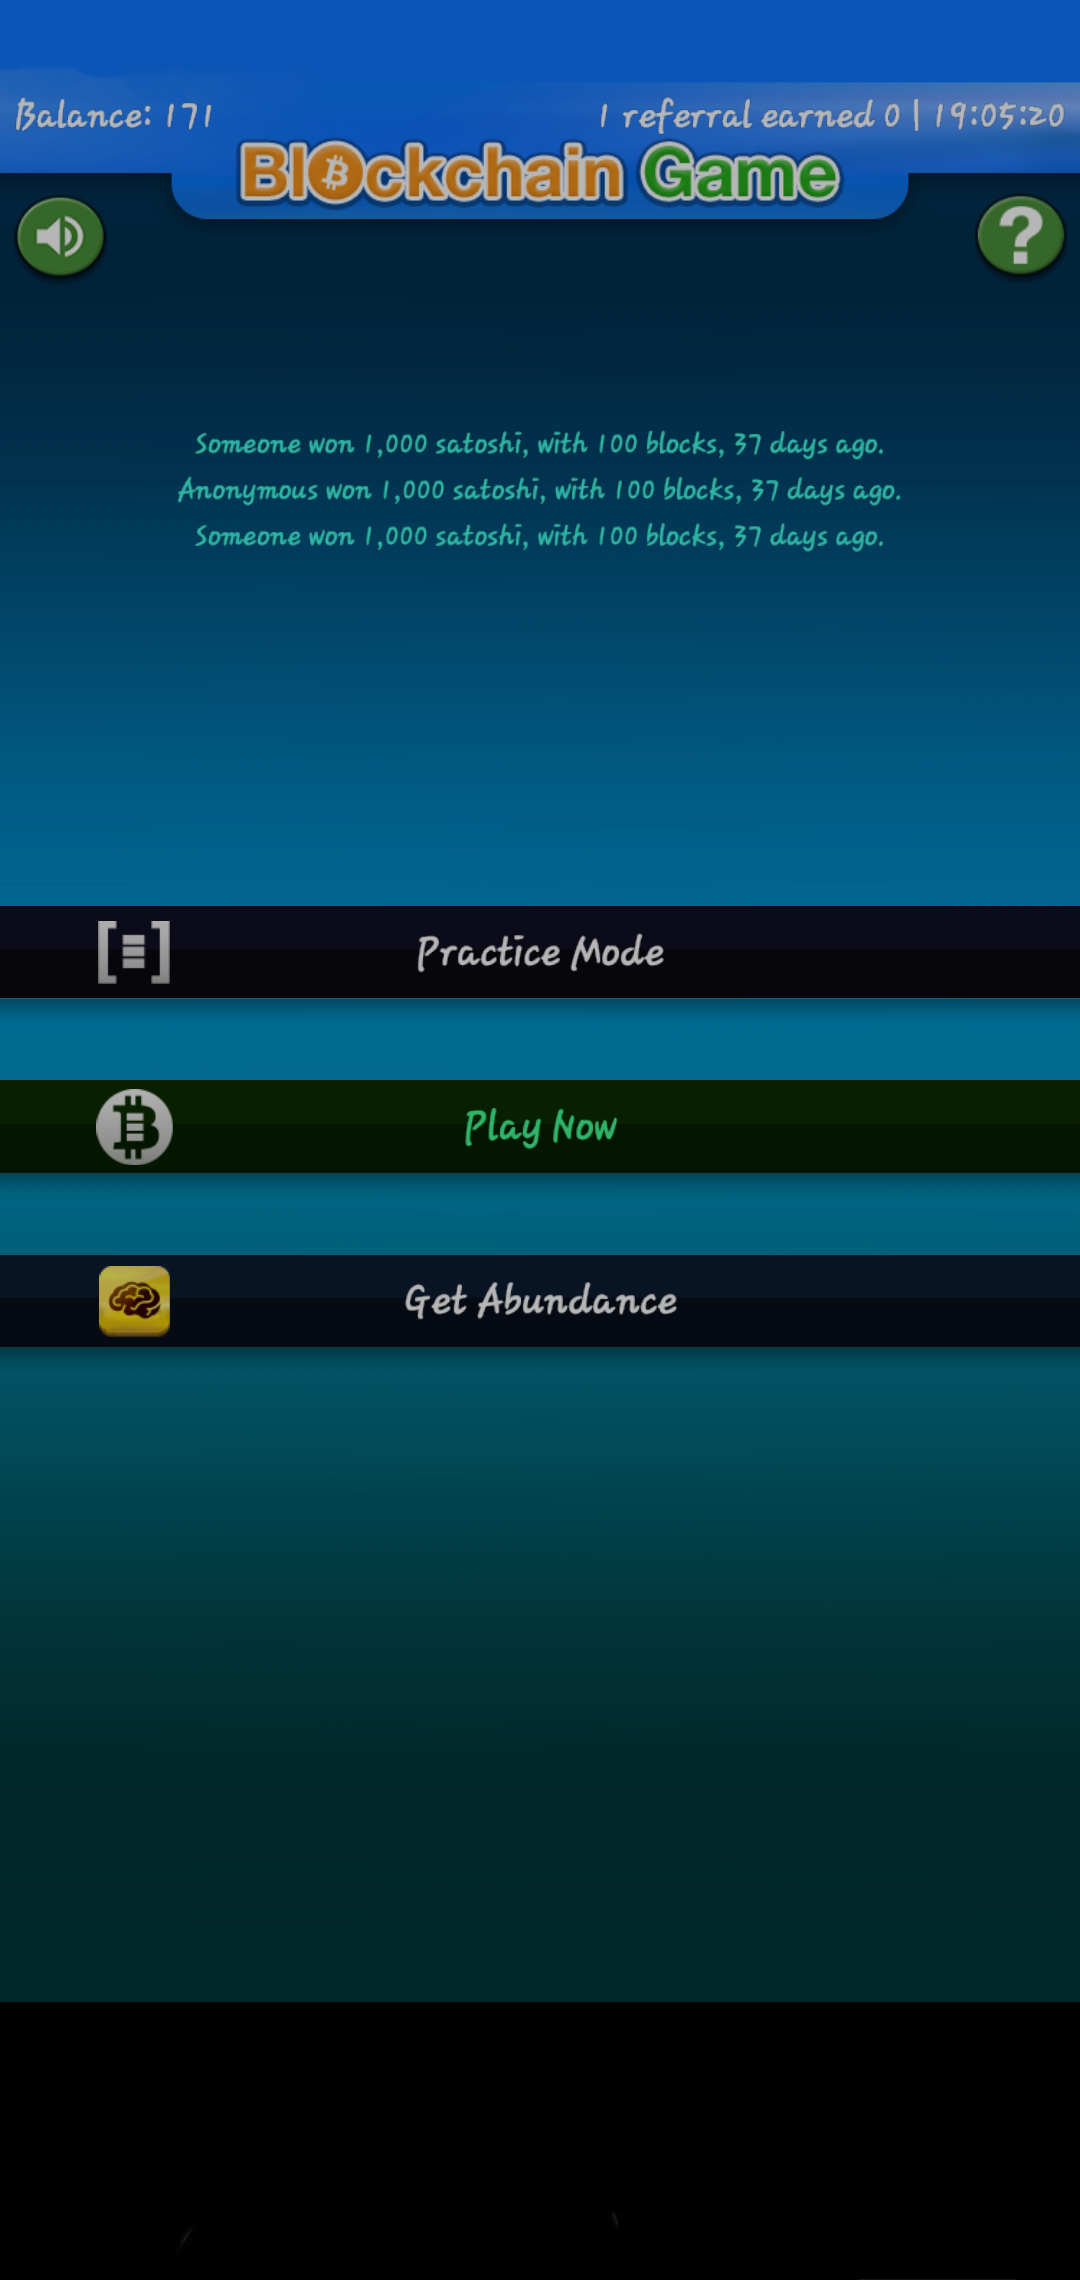 Balance: 171
1 referral earned 0 | 19:05:20
Blockchain Game
Someone won 1,000 satoshi, with 100 blocks, 37 days ago.
Anonymous won 1,000 satoshi, with 100 blocks, 37 days ago.
Someone won 1,000 satoshi, with 100 blocks, 37 days ago.
Practice Mode
Play Now
Get Abundance